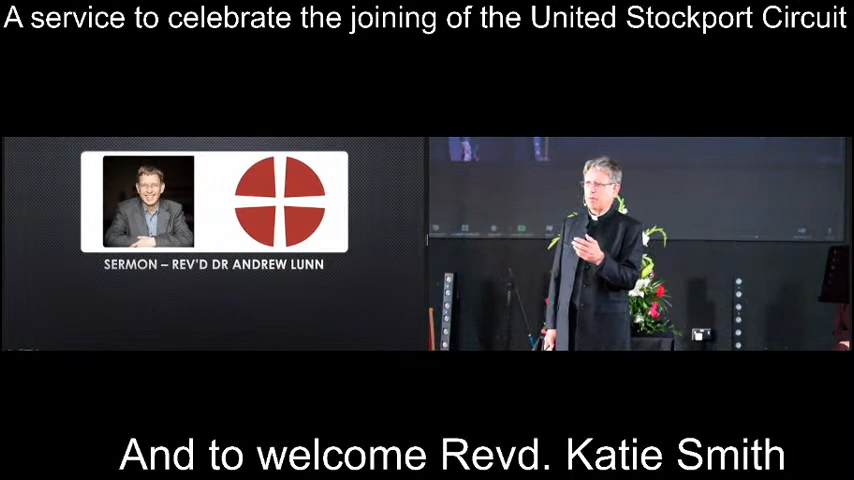 A service to celebrate the joining of the United Stockport Circuit
SERMON – REV'D DR ANDREW LUNN
And to welcome Revd. Katie Smith